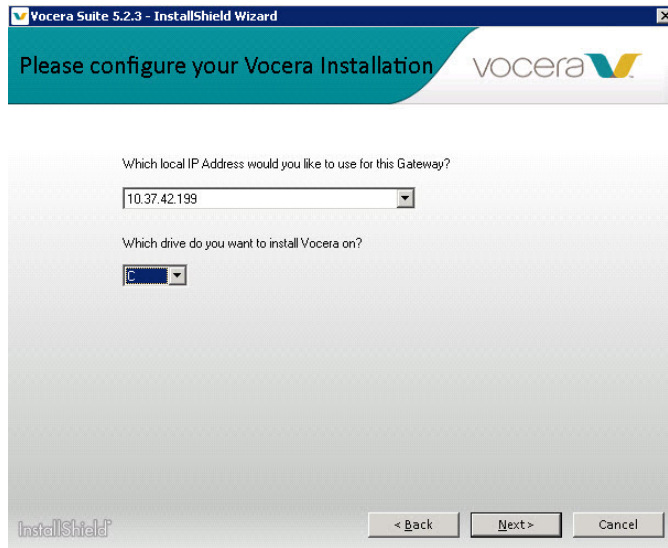 Vocera Suite 5.2.3 - InstallShield Wizard
Please configure your Vocera Installation
vocera
Which local IP Address would you like to use for this Gateway?
10.37.42.199
Which drive do you want to install Vocera on?
C
InstallShield
< Back
Next >
Cancel